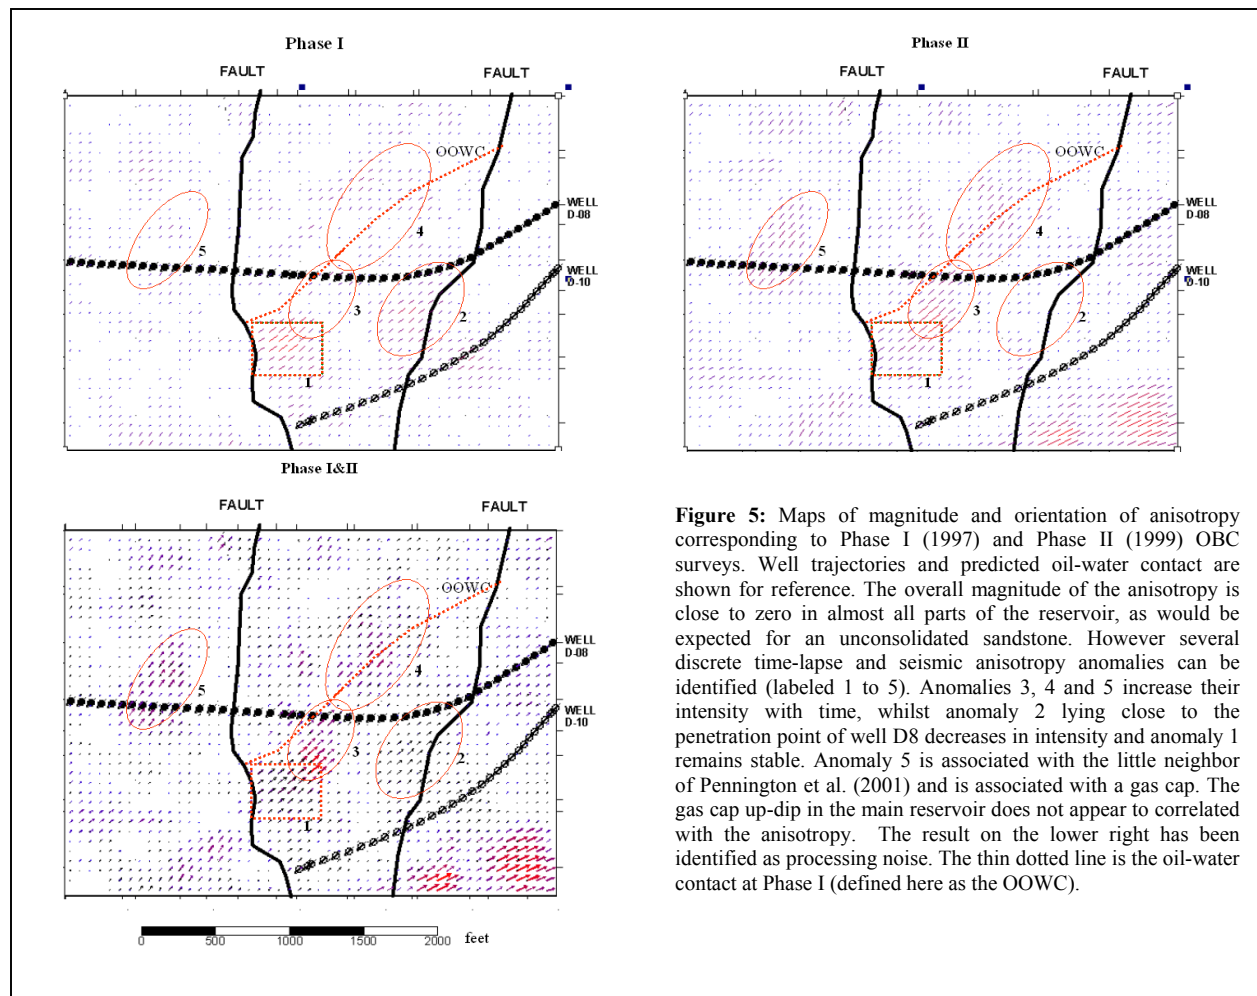 Phase I
FAULT
FAULT
OOWC
WELL
D-08
WELL
D-10
5
4
3
2
1
Phase II
FAULT
FAULT
OOWC
WELL
D-08
WELL
D-10
5
4
3
2
1
Phase I&II
FAULT
FAULT
OOWC
WELL
D-08
WELL
D-10
5
4
3
2
1
0 500 1000 1500 2000 feet
Figure 5: Maps of magnitude and orientation of anisotropy
corresponding to Phase I (1997) and Phase II (1999) OBC
surveys. Well trajectories and predicted oil-water contact are
shown for reference. The overall magnitude of the anisotropy is
close to zero in almost all parts of the reservoir, as would be
expected for an unconsolidated sandstone. However several
discrete time-lapse and seismic anisotropy anomalies can be
identified (labeled 1 to 5). Anomalies 3, 4 and 5 increase their
intensity with time, whilst anomaly 2 lying close to the
penetration point of well D8 decreases in intensity and anomaly 1
remains stable. Anomaly 5 is associated with the little neighbor
of Pennington et al. (2001) and is associated with a gas cap. The
gas cap up-dip in the main reservoir does not appear to correlated
with the anisotropy. The result on the lower right has been
identified as processing noise. The thin dotted line is the oil-water
contact at Phase I (defined here as the OOWC).